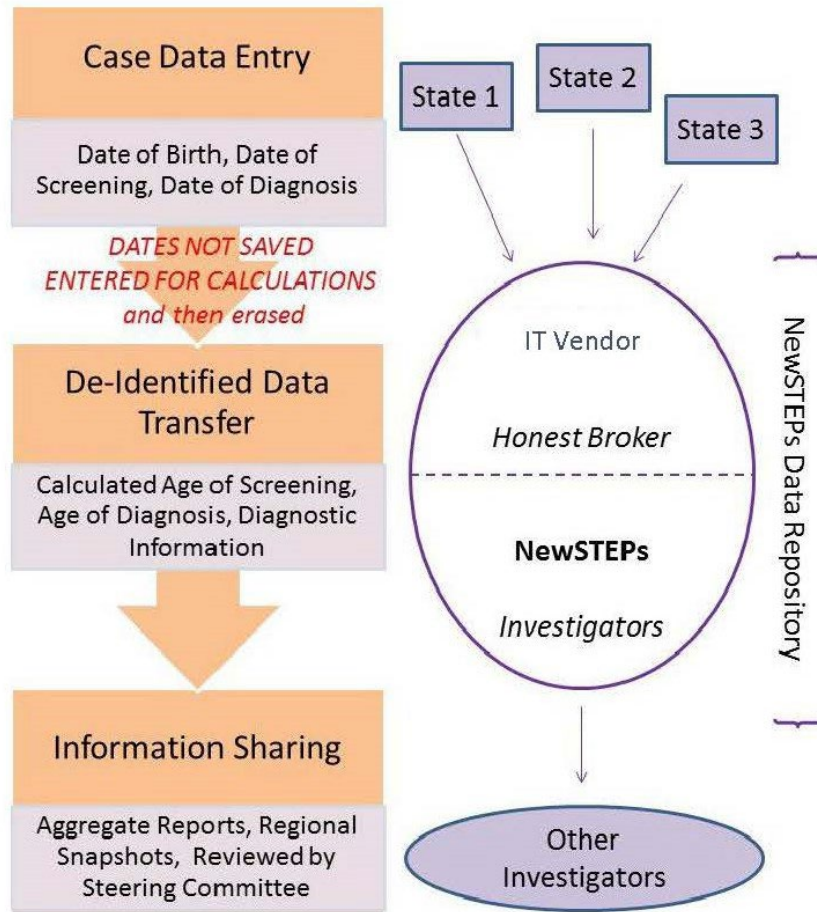 Case Data Entry
Date of Birth, Date of
Screening, Date of Diagnosis
DATES NOT SAVED
ENTERED FOR CALCULATIONS
and then erased
De-Identified Data
Transfer
Calculated Age of Screening,
Age of Diagnosis, Diagnostic
Information
Information Sharing
Aggregate Reports, Regional
Snapshots, Reviewed by
Steering Committee
State 1
State 2
State 3
IT Vendor
Honest Broker
NewSTEPs
Investigators
NewSTEPs Data Repository
Other
Investigators